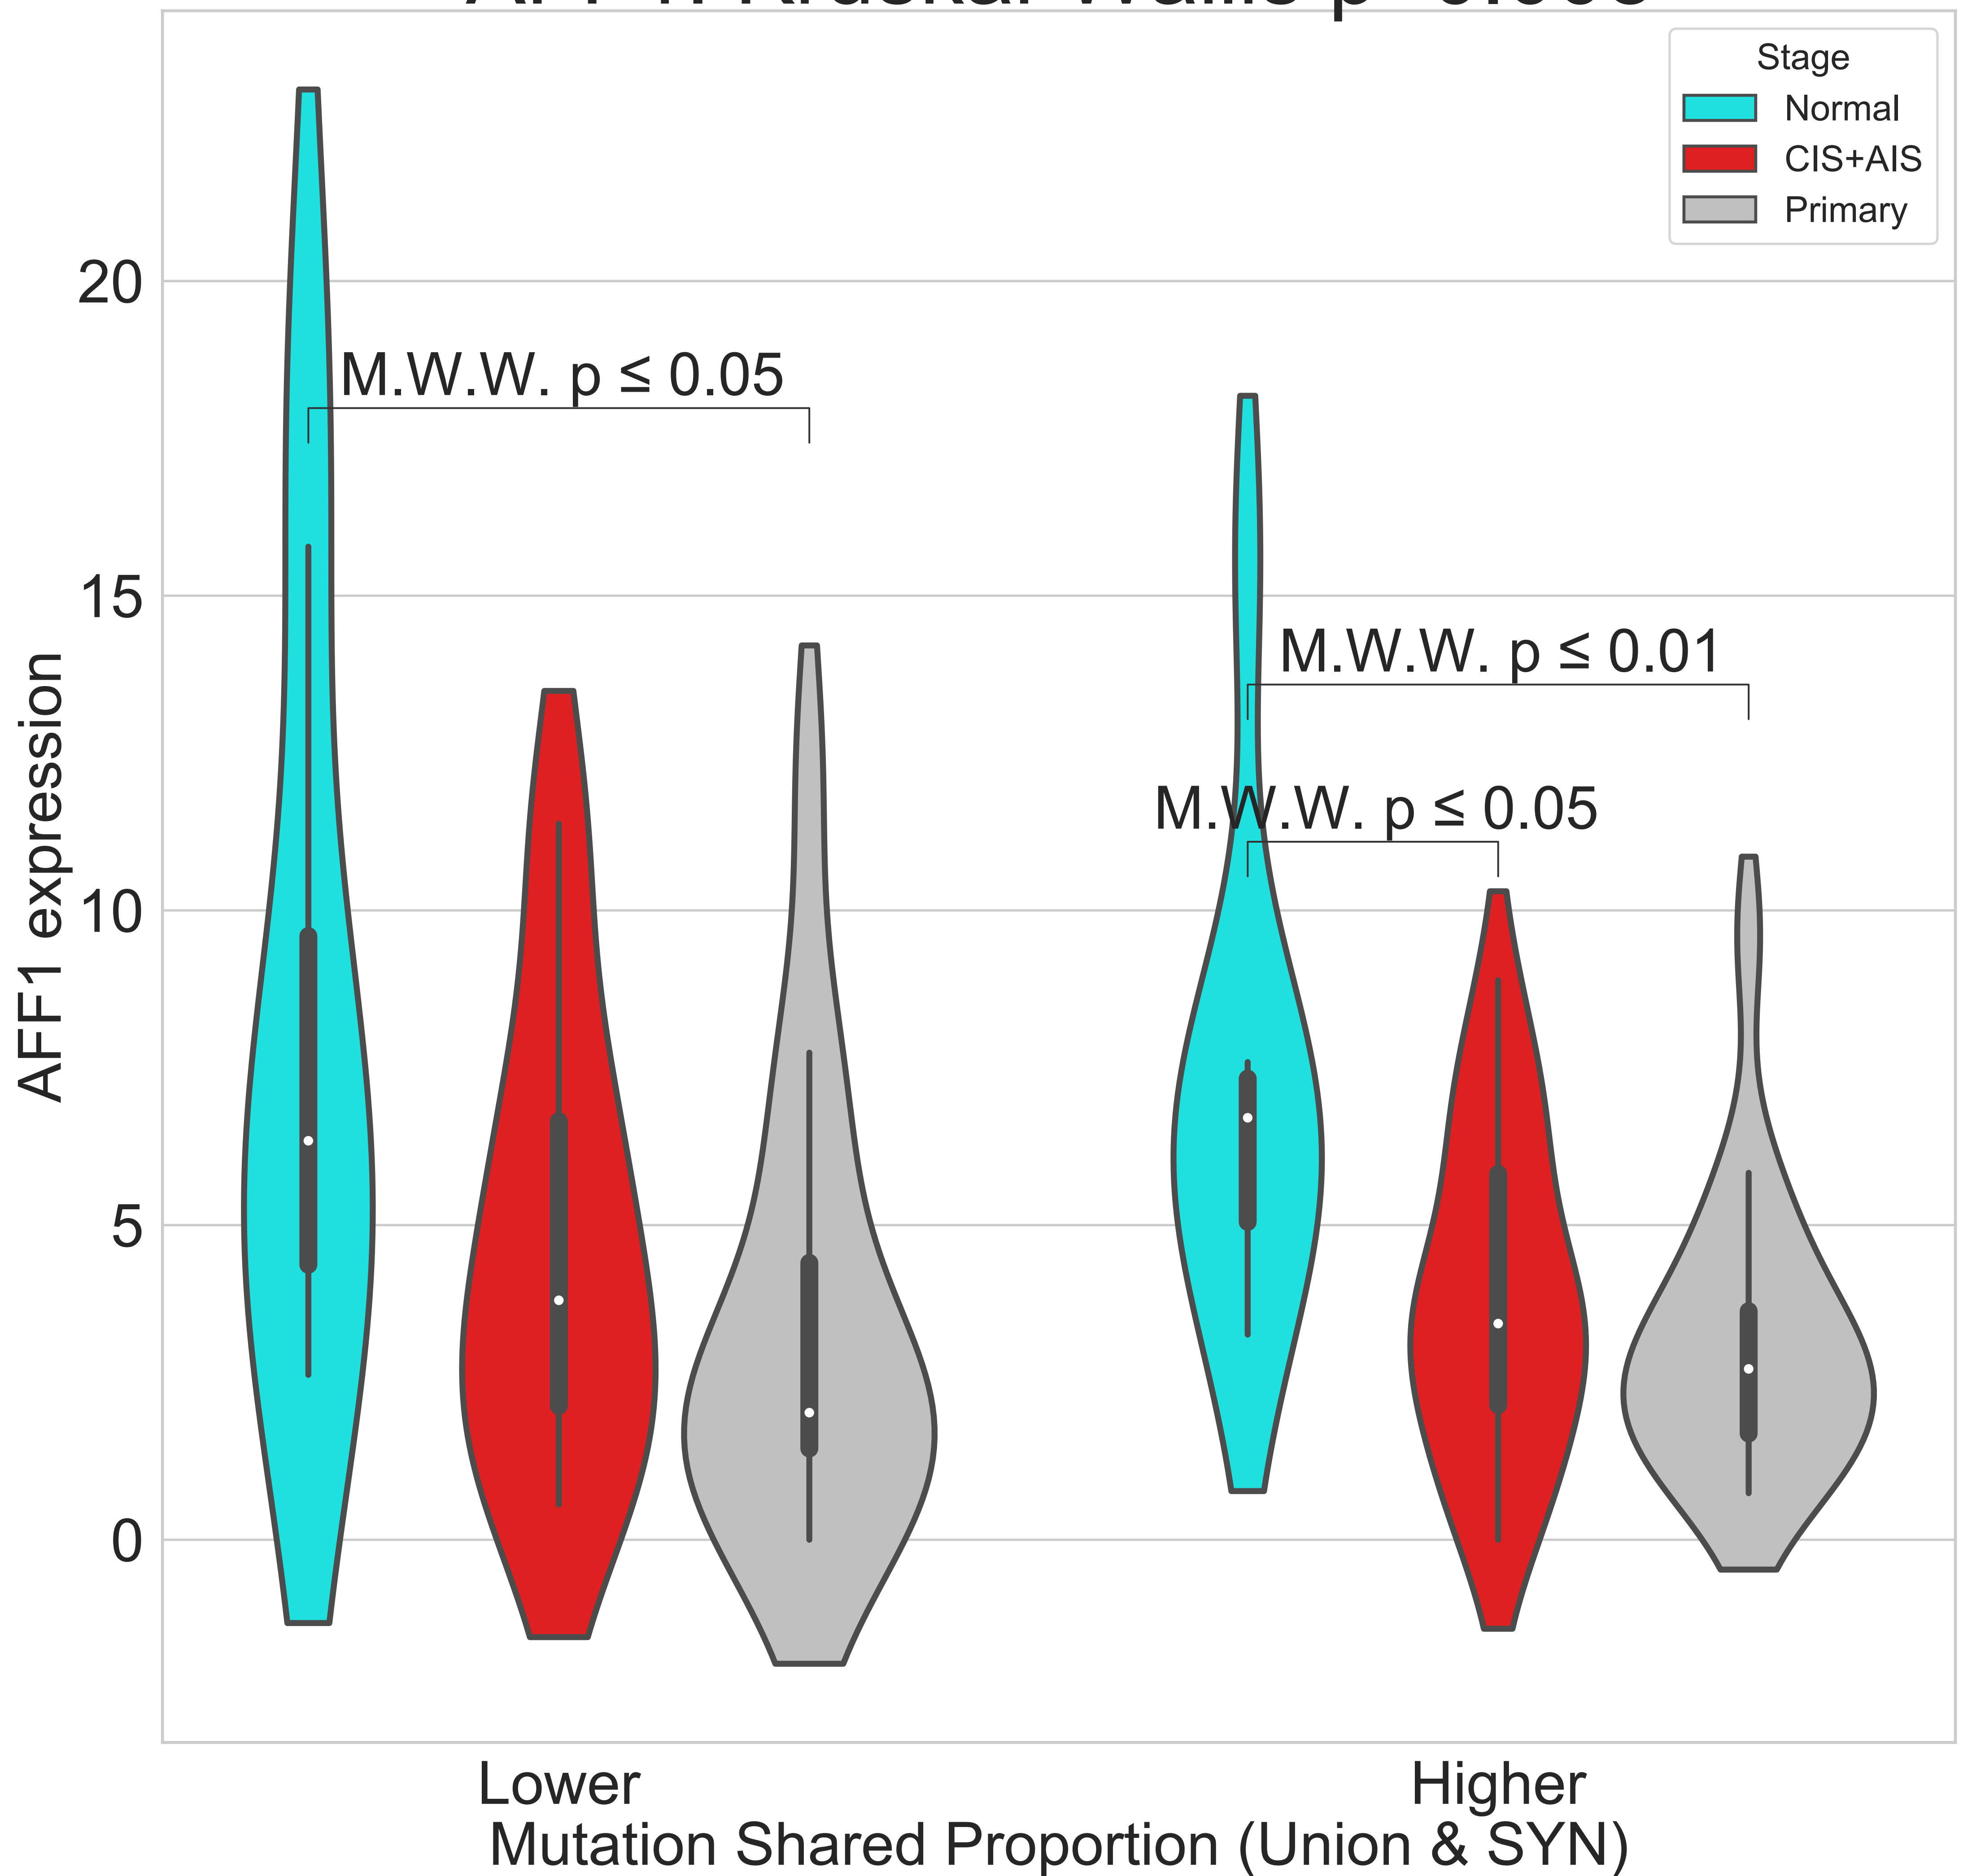 Stage
Normal
CIS+AIS
Primary
20
15
10
5
0
AFF1 expression
M.W.W. p ≤ 0.05
M.W.W. p ≤ 0.01
M.W.W. p ≤ 0.05
Lower
Higher
Mutation Shared Proportion (Union & SYN)